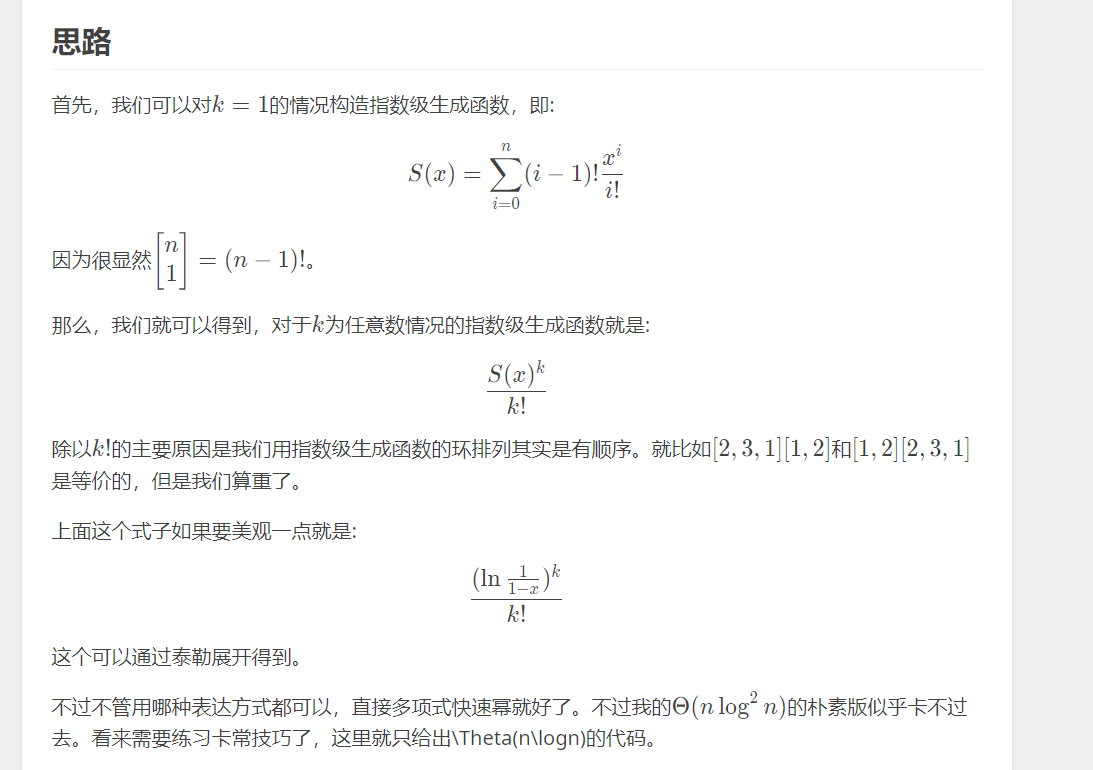 思路
首先，我们可以对k = 1的情况构造指数级生成函数，即:
S(x) = \sum_{i=0}^{n} (i − 1)! \frac{x^i}{i!}
因为很显然\begin{bmatrix} n \\ 1 \end{bmatrix} = (n − 1)!。
那么，我们就可以得到，对于k为任意数情况的指数级生成函数就是:
\frac{S(x)^k}{k!}
除以k!的主要原因是我们用指数级生成函数的环排列其实是有顺序。就比如[2, 3, 1][1, 2]和[1, 2][2, 3, 1]
是等价的，但是我们算重了。
上面这个式子如果要美观一点就是:
\frac{(\ln \frac{1}{1−x})^k}{k!}
这个可以通过泰勒展开得到。
不过不管用哪种表达方式都可以，直接多项式快速幂就好了。不过我的Θ(n log² n)的朴素版似乎卡不过
去。看来需要练习卡常技巧了，这里就只给出\Theta(n\logn)的代码。